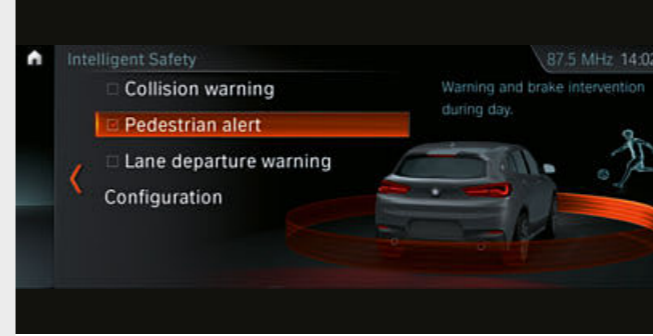 Intelligent Safety
87.5 MHz 14:02
Collision warning
Pedestrian alert
Lane departure warning
Configuration
Warning and brake intervention
during day.